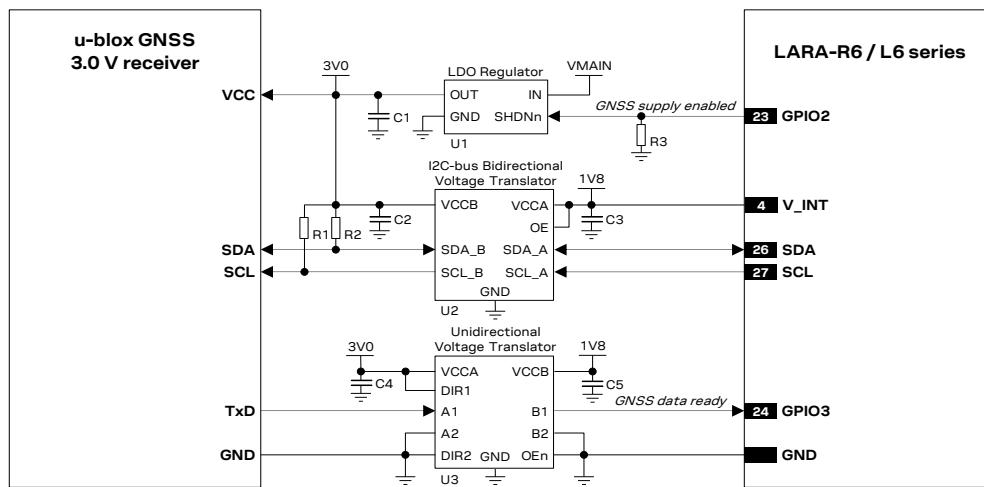 u-blox GNSS
3.0 V receiver
LARA-R6 / L6 series
3V0
LDO Regulator
VMAIN
VCC
OUT
IN
GNSS supply enabled
C1
GND
SHDNn
23
GPIO2
R3
U1
I2C-bus Bidirectional
Voltage Translator
1V8
VCCB
VCCA
4
V_INT
C2
C3
OE
R1
R2
SDA
SDA_B
SDA_A
26
SDA
SCL
SCL_B
SCL_A
27
SCL
GND
U2
Unidirectional
Voltage Translator
3V0
1V8
VCCA
VCCB
C4
C5
DIR1
GNSS data ready
TxD
A1
B1
24
GPIO3
A2
B2
GND
DIR2
GND
OEn
GND
U3